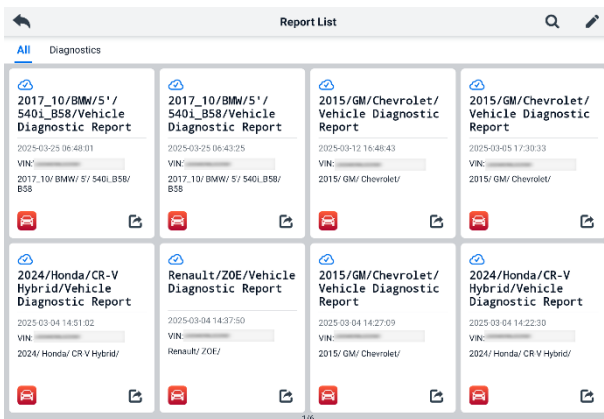 Report List
All Diagnostics
2017_10/BMW/5'/
540i_B58/Vehicle
Diagnostic Report
2025-03-25 06:48:01
VIN:
2017_10/ BMW/ 5'/ 540i_B58/
B58
2017_10/BMW/5'/
540i_B58/Vehicle
Diagnostic Report
2025-03-25 06:43:25
VIN:
2017_10/ BMW/ 5'/ 540i_B58/
B58
2015/GM/Chevrolet/
Vehicle Diagnostic
Report
2025-03-12 16:48:43
VIN:
2015/ GM/ Chevrolet/
2015/GM/Chevrolet/
Vehicle Diagnostic
Report
2025-03-05 17:30:33
VIN:
2015/ GM/ Chevrolet/
2024/Honda/CR-V
Hybrid/Vehicle
Diagnostic Report
2025-03-04 14:51:02
VIN:
2024/ Honda/ CR-V Hybrid/
Renault/ZOE/Vehicle
Diagnostic Report
2025-03-04 14:37:50
VIN:
Renault/ ZOE/
2015/GM/Chevrolet/
Vehicle Diagnostic
Report
2025-03-04 14:27:09
VIN:
2015/ GM/ Chevrolet/
2024/Honda/CR-V
Hybrid/Vehicle
Diagnostic Report
2025-03-04 14:22:30
VIN:
2024/ Honda/ CR-V Hybrid/
1/6